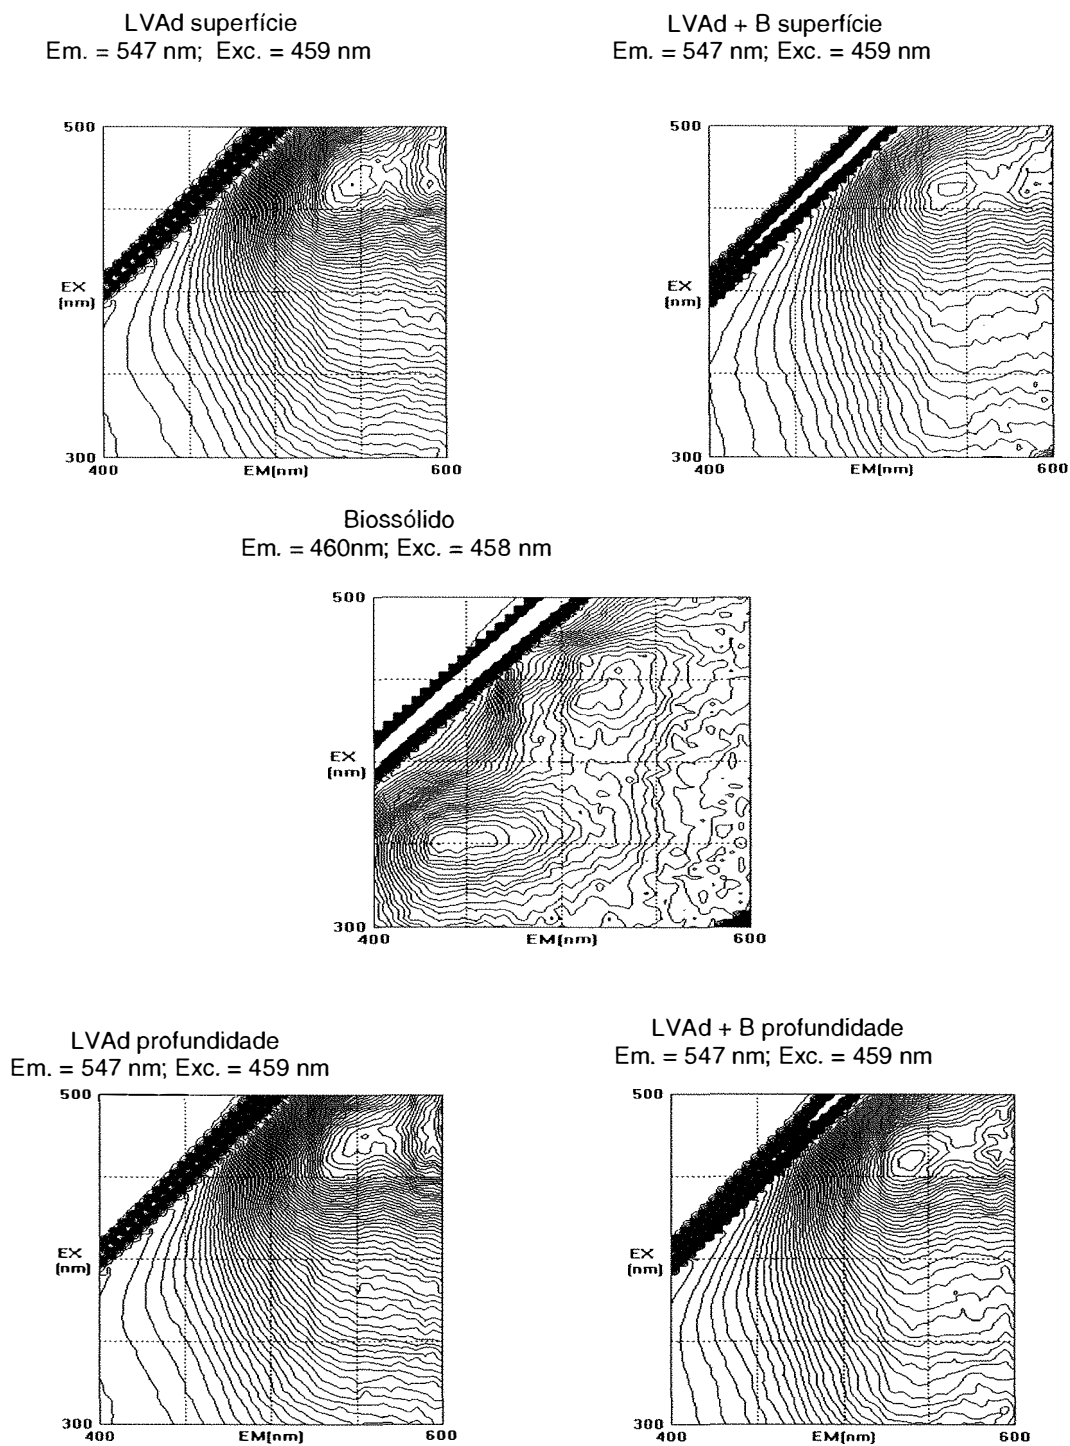 LVAd superfície
Em. = 547 nm; Exc. = 459 nm
500
EX
(nm)
300
400
EM(nm)
600
LVAd + B superfície
Em. = 547 nm; Exc. = 459 nm
500
EX
(nm)
300
400
EM(nm)
600
Biossólido
Em. = 460nm; Exc. = 458 nm
500
EX
(nm)
300
400
EM(nm)
600
LVAd profundidade
Em. = 547 nm; Exc. = 459 nm
500
EX
(nm)
300
400
EM(nm)
600
LVAd + B profundidade
Em. = 547 nm; Exc. = 459 nm
500
EX
(nm)
300
400
EM(nm)
600